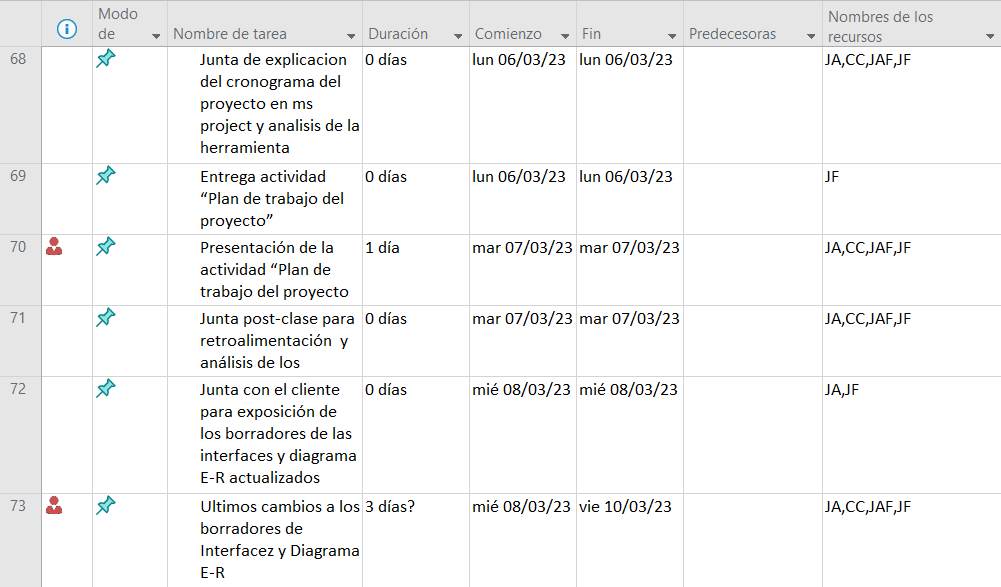 Modo de
Nombre de tarea
Duración
Comienzo
Fin
Predecesoras
Nombres de los recursos
68
Junta de explicacion
0 días
lun 06/03/23
lun 06/03/23
JA,CC,JAF,JF
del cronograma del
proyecto en ms
project y analisis de la
herramienta
69
Entrega actividad
0 días
lun 06/03/23
lun 06/03/23
JF
“Plan de trabajo del
proyecto”
70
Presentación de la
1 día
mar 07/03/23
mar 07/03/23
JA,CC,JAF,JF
actividad “Plan de
trabajo del proyecto
71
Junta post-clase para
0 días
mar 07/03/23
mar 07/03/23
JA,CC,JAF,JF
retroalimentación y
análisis de los
72
Junta con el cliente
0 días
mié 08/03/23
mié 08/03/23
JA,JF
para exposición de
los borradores de las
interfaces y diagrama
E-R actualizados
73
Ultimos cambios a los
3 días?
mié 08/03/23
vie 10/03/23
JA,CC,JAF,JF
borradores de
Interfacez y Diagrama
E-R